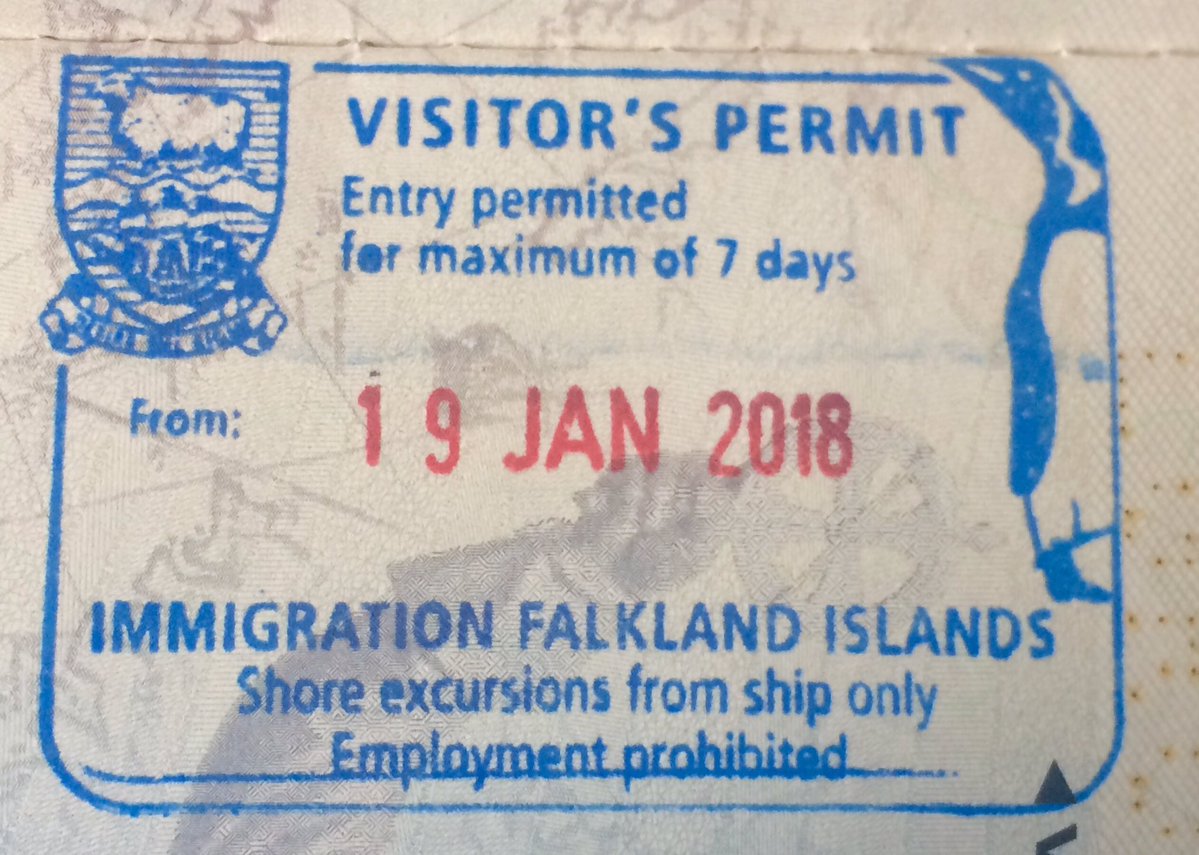 VISITOR'S PERMIT
Entry permitted
for maximum of 7 days
From: 19 JAN 2018
IMMIGRATION FALKLAND ISLANDS
Shore excursions from ship only
Employment prohibited